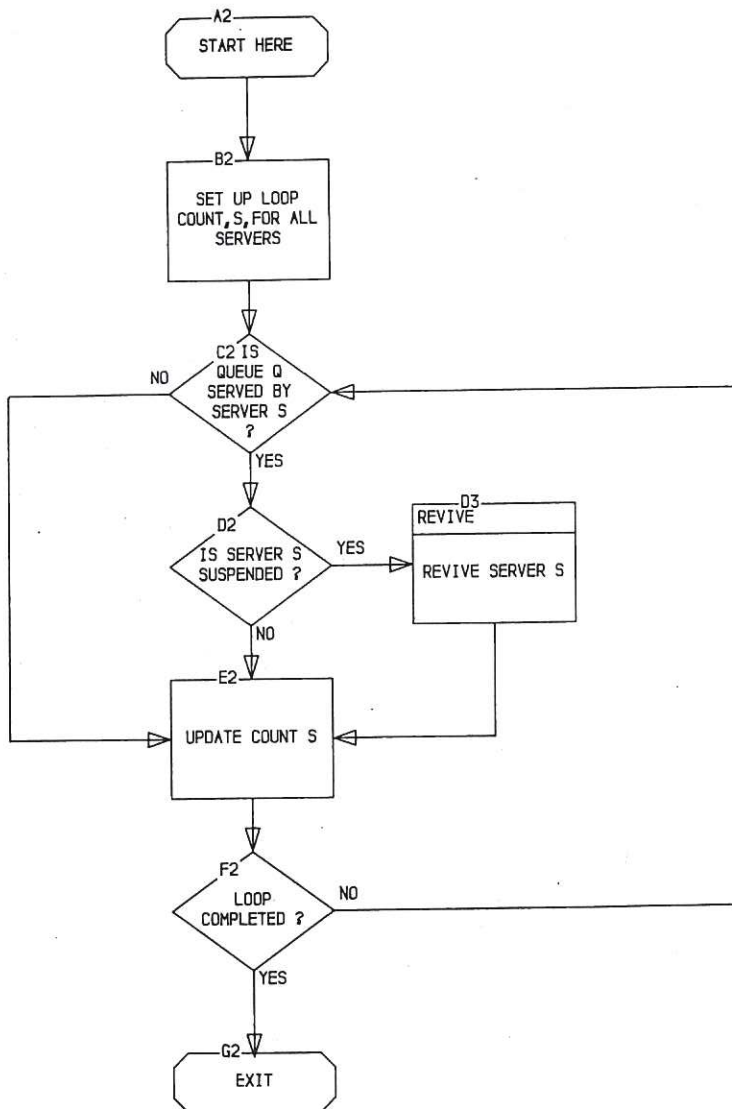 A2
START HERE
B2
SET UP LOOP
COUNT,S,FOR ALL
SERVERS
C2 IS
QUEUE Q
SERVED BY
SERVER S
?
NO
YES
D2
IS SERVER S
SUSPENDED ?
YES
NO
D3
REVIVE
REVIVE SERVER S
E2
UPDATE COUNT S
F2
LOOP
COMPLETED ?
NO
YES
G2
EXIT